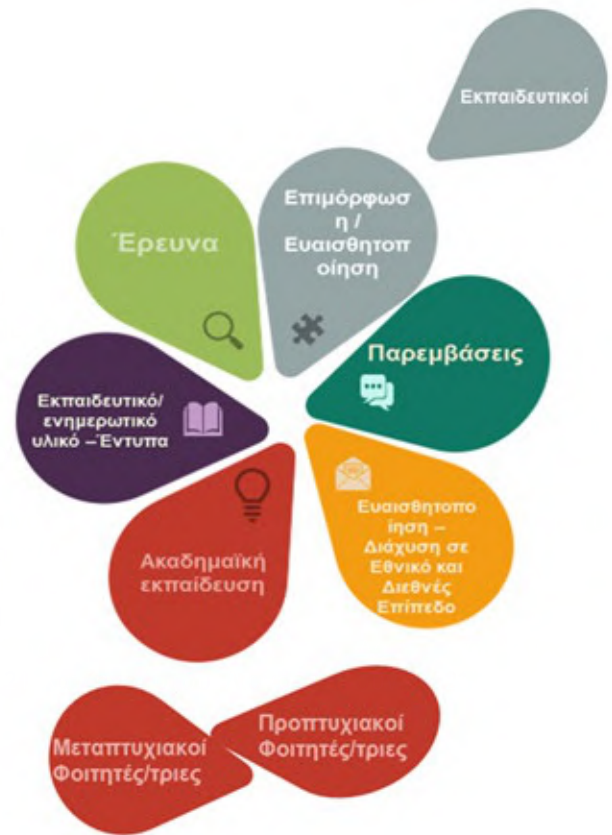 Εκπαιδευτικοί
Επιμόρφωσ
η /
Ευαισθητοπ
οίηση
Έρευνα
Παρεμβάσεις
Εκπαιδευτικό/
ενημερωτικό
υλικό –Έντυπα
Ευαισθητοπο
ίηση –
Διάχυση σε
Εθνικό και
Διεθνές
Επίπεδο
Ακαδημαϊκή
εκπαίδευση
Προπτυχιακοί
Φοιτητές/τριες
Μεταπτυχιακοί
Φοιτητές/τριες